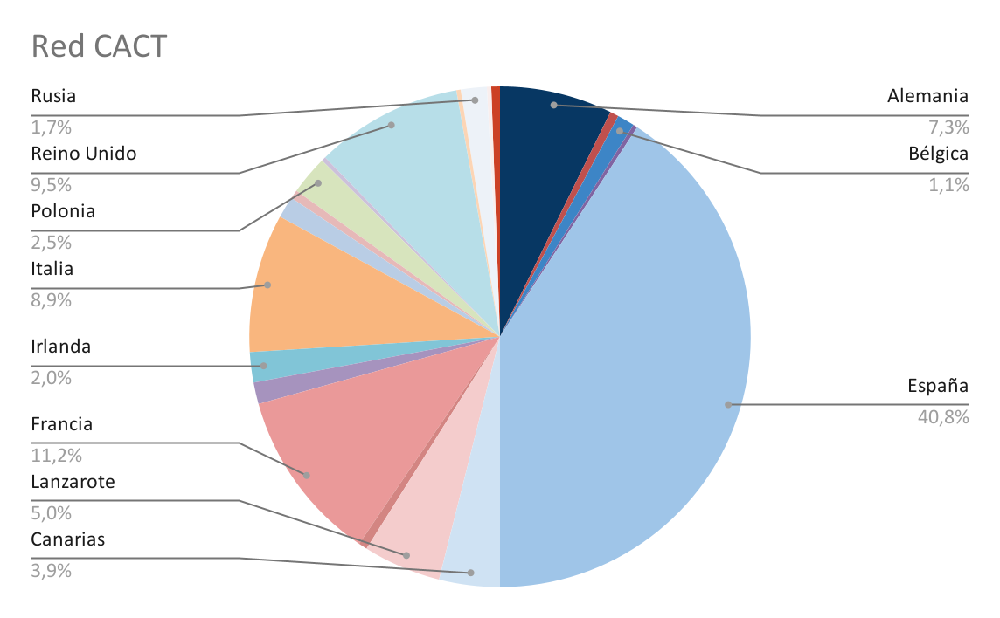 Red CACT
Rusia
1,7%
Reino Unido
9,5%
Polonia
2,5%
Italia
8,9%
Irlanda
2,0%
Francia
11,2%
Lanzarote
5,0%
Canarias
3,9%
Alemania
7,3%
Bélgica
1,1%
España
40,8%